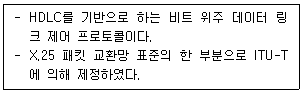 - HDLC를 기반으로 하는 비트 위주 데이터 링
크 제어 프로토콜이다.
- X.25 패킷 교환망 표준의 한 부분으로 ITU-T
에 의해 제정하였다.